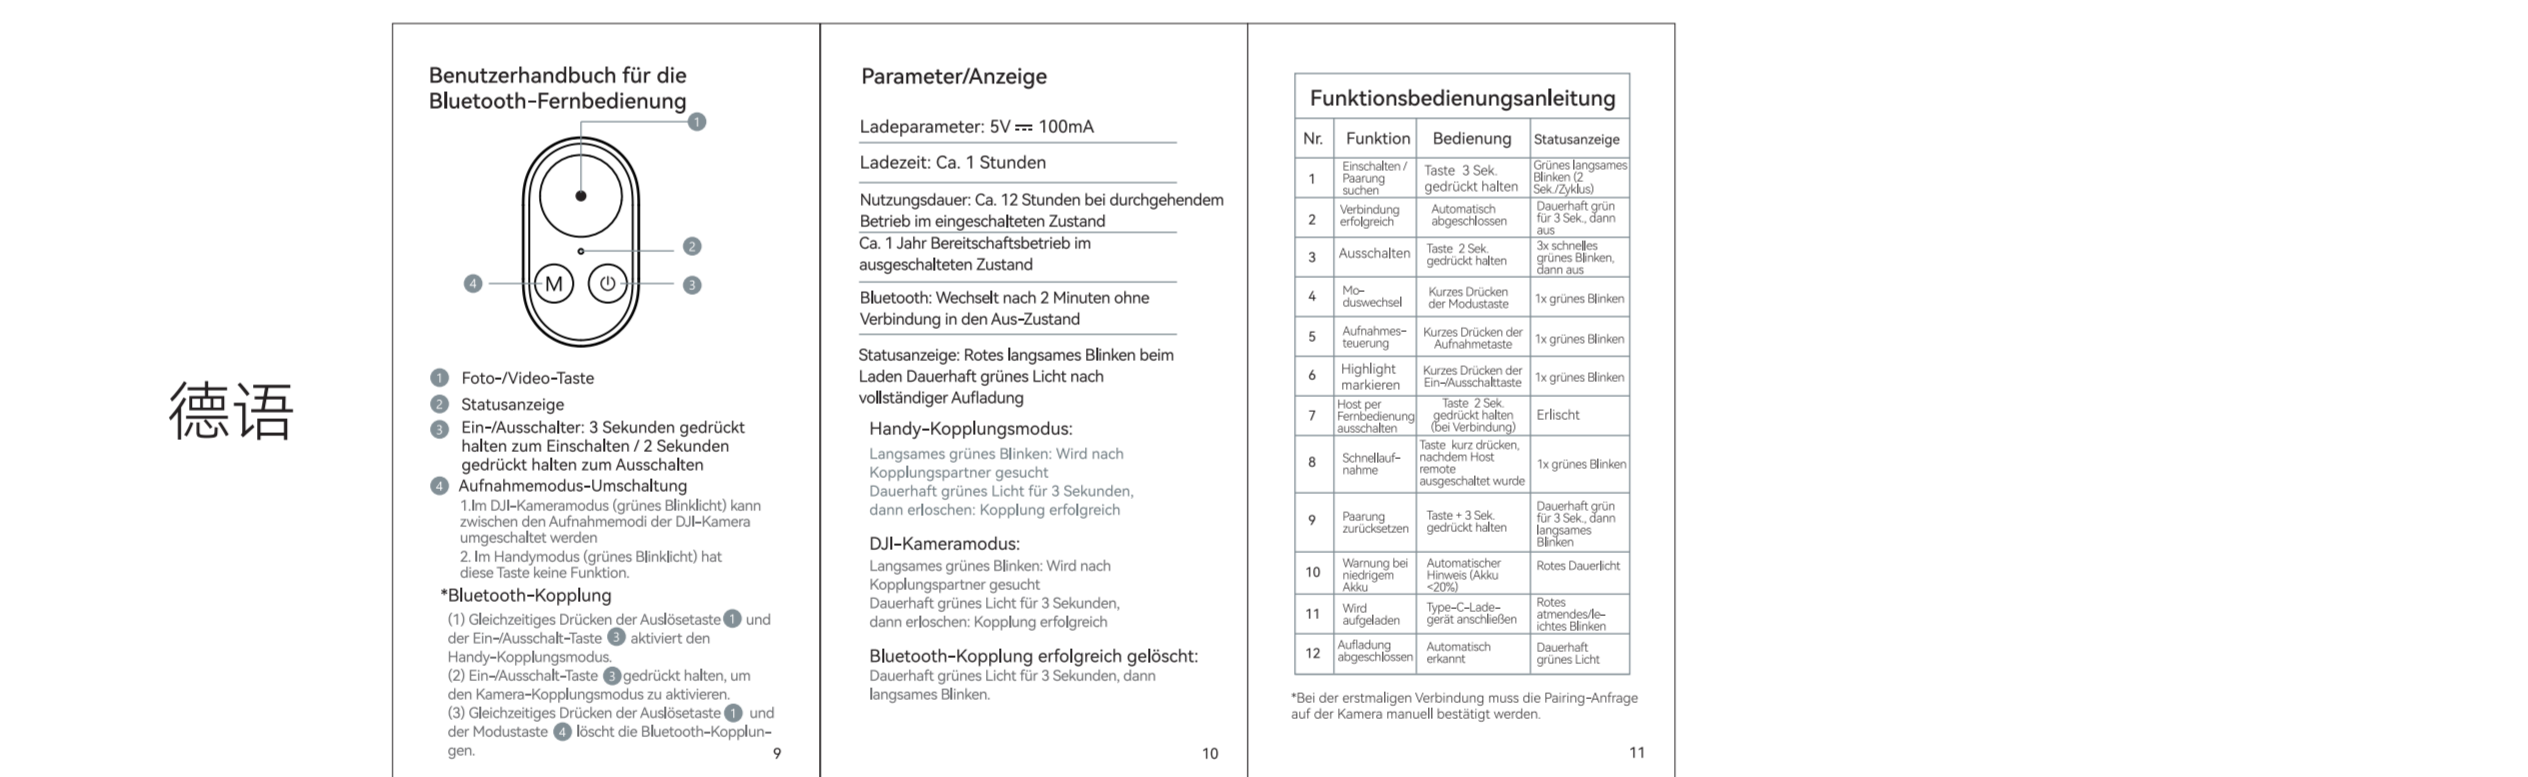 德语
Benutzerhandbuch für die
Bluetooth-Fernbedienung
1
2
3
4
M
1 Foto-/Video-Taste
2 Statusanzeige
3 Ein-/Ausschalter: 3 Sekunden gedrückt
halten zum Einschalten / 2 Sekunden
gedrückt halten zum Ausschalten
4 Aufnahmemodus-Umschaltung
1.Im DJI-Kameramodus (grünes Blinklicht) kann
zwischen den Aufnahmemodi der DJI-Kamera
umgeschaltet werden
2. Im Handymodus (grünes Blinklicht) hat
diese Taste keine Funktion.
*Bluetooth-Kopplung
(1) Gleichzeitiges Drücken der Auslösetaste 1 und
der Ein-/Ausschalt-Taste 3 aktiviert den
Handy-Kopplungsmodus.
(2) Ein-/Ausschalt-Taste 3 gedrückt halten, um
den Kamera-Kopplungsmodus zu aktivieren.
(3) Gleichzeitiges Drücken der Auslösetaste 1 und
der Modustaste 4 löscht die Bluetooth-Kopplun-
gen.
9
Parameter/Anzeige
Ladeparameter: 5V ⎓ 100mA
Ladezeit: Ca. 1 Stunden
Nutzungsdauer: Ca. 12 Stunden bei durchgehendem
Betrieb im eingeschalteten Zustand
Ca. 1 Jahr Bereitschaftsbetrieb im
ausgeschalteten Zustand
Bluetooth: Wechselt nach 2 Minuten ohne
Verbindung in den Aus-Zustand
Statusanzeige: Rotes langsames Blinken beim
Laden Dauerhaft grünes Licht nach
vollständiger Aufladung
Handy-Kopplungsmodus:
Langsames grünes Blinken: Wird nach
Kopplungspartner gesucht
Dauerhaft grünes Licht für 3 Sekunden,
dann erloschen: Kopplung erfolgreich
DJI-Kameramodus:
Langsames grünes Blinken: Wird nach
Kopplungspartner gesucht
Dauerhaft grünes Licht für 3 Sekunden,
dann erloschen: Kopplung erfolgreich
Bluetooth-Kopplung erfolgreich gelöscht:
Dauerhaft grünes Licht für 3 Sekunden, dann
langsames Blinken.
10
Funktionsbedienungsanleitung
Nr. Funktion Bedienung Statusanzeige
1
Einschalten /
Paarung
suchen
Taste 3 Sek.
gedrückt halten
Grünes langsames
Blinken (2
Sek./Zyklus)
2
Verbindung
erfolgreich
Automatisch
abgeschlossen
Dauerhaft grün
für 3 Sek., dann
aus
3
Ausschalten
Taste 2 Sek.
gedrückt halten
3x schnelles
grünes Blinken,
dann aus
4
Mo-
duswechsel
Kurzes Drücken
der Modustaste
1x grünes Blinken
5
Aufnahmes-
teuerung
Kurzes Drücken der
Aufnahmetaste
1x grünes Blinken
6
Highlight
markieren
Kurzes Drücken der
Ein-/Ausschalttaste
1x grünes Blinken
7
Host per
Fernbedienung
ausschalten
Taste 2 Sek.
gedrückt halten
(bei Verbindung)
Erlischt
8
Schnellauf-
nahme
Taste kurz drücken,
nachdem Host
remote
ausgeschaltet wurde
1x grünes Blinken
9
Paarung
zurücksetzen
Taste + 3 Sek.
gedrückt halten
Dauerhaft grün
für 3 Sek., dann
langsames
Blinken
10
Warnung bei
niedrigem
Akku
Automatischer
Hinweis (Akku
<20%)
Rotes Dauerlicht
11
Wird
aufgeladen
Type-C-Lade-
gerät anschließen
Rotes
atmendes/le-
ichtes Blinken
12
Aufladung
abgeschlossen
Automatisch
erkannt
Dauerhaft
grünes Licht
*Bei der erstmaligen Verbindung muss die Pairing-Anfrage
auf der Kamera manuell bestätigt werden.
11